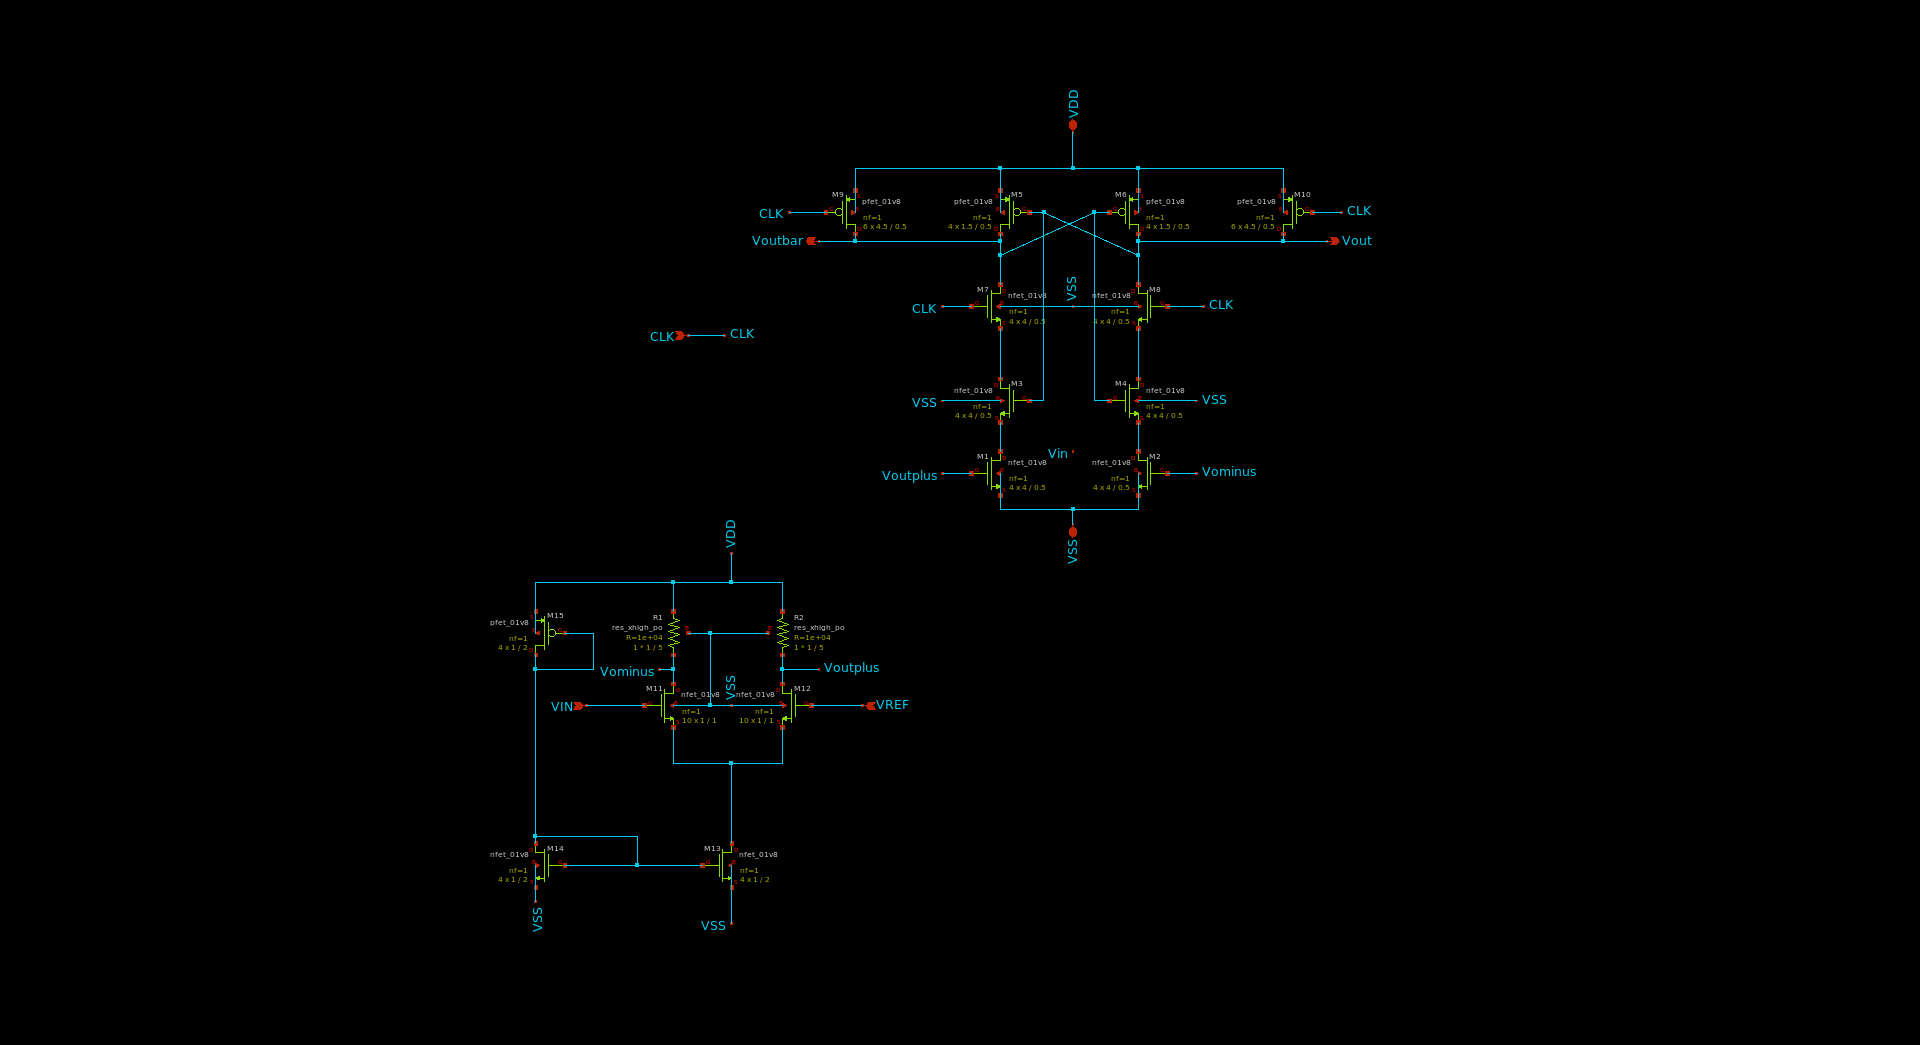 VDD
M9
pfet_01v8
CLK
nf=1
6 x 4.5 / 0.5
Voutbar
M5
pfet_01v8
nf=1
4 x 1.5 / 0.5
M6
pfet_01v8
nf=1
4 x 1.5 / 0.5
M10
pfet_01v8
CLK
nf=1
6 x 4.5 / 0.5
Vout
M7
nfet_01v8
CLK
nf=1
4 x 4 / 0.5
VSS
M8
nfet_01v8
CLK
nf=1
4 x 4 / 0.5
CLK
CLK
M3
nfet_01v8
VSS
nf=1
4 x 4 / 0.5
M4
nfet_01v8
VSS
nf=1
4 x 4 / 0.5
Vin
M1
nfet_01v8
Voutplus
nf=1
4 x 4 / 0.5
M2
nfet_01v8
Vominus
nf=1
4 x 4 / 0.5
VSS
VDD
M15
pfet_01v8
nf=1
4 x 1 / 2
R1
res_xhigh_po
R=1e+04
1 * 1 / 5
R2
res_xhigh_po
R=1e+04
1 * 1 / 5
Vominus
Voutplus
M11
nfet_01v8
VIN
nf=1
10 x 1 / 1
VSS
M12
nfet_01v8
VREF
nf=1
10 x 1 / 1
M14
nfet_01v8
nf=1
4 x 1 / 2
VSS
M13
nfet_01v8
nf=1
4 x 1 / 2
VSS